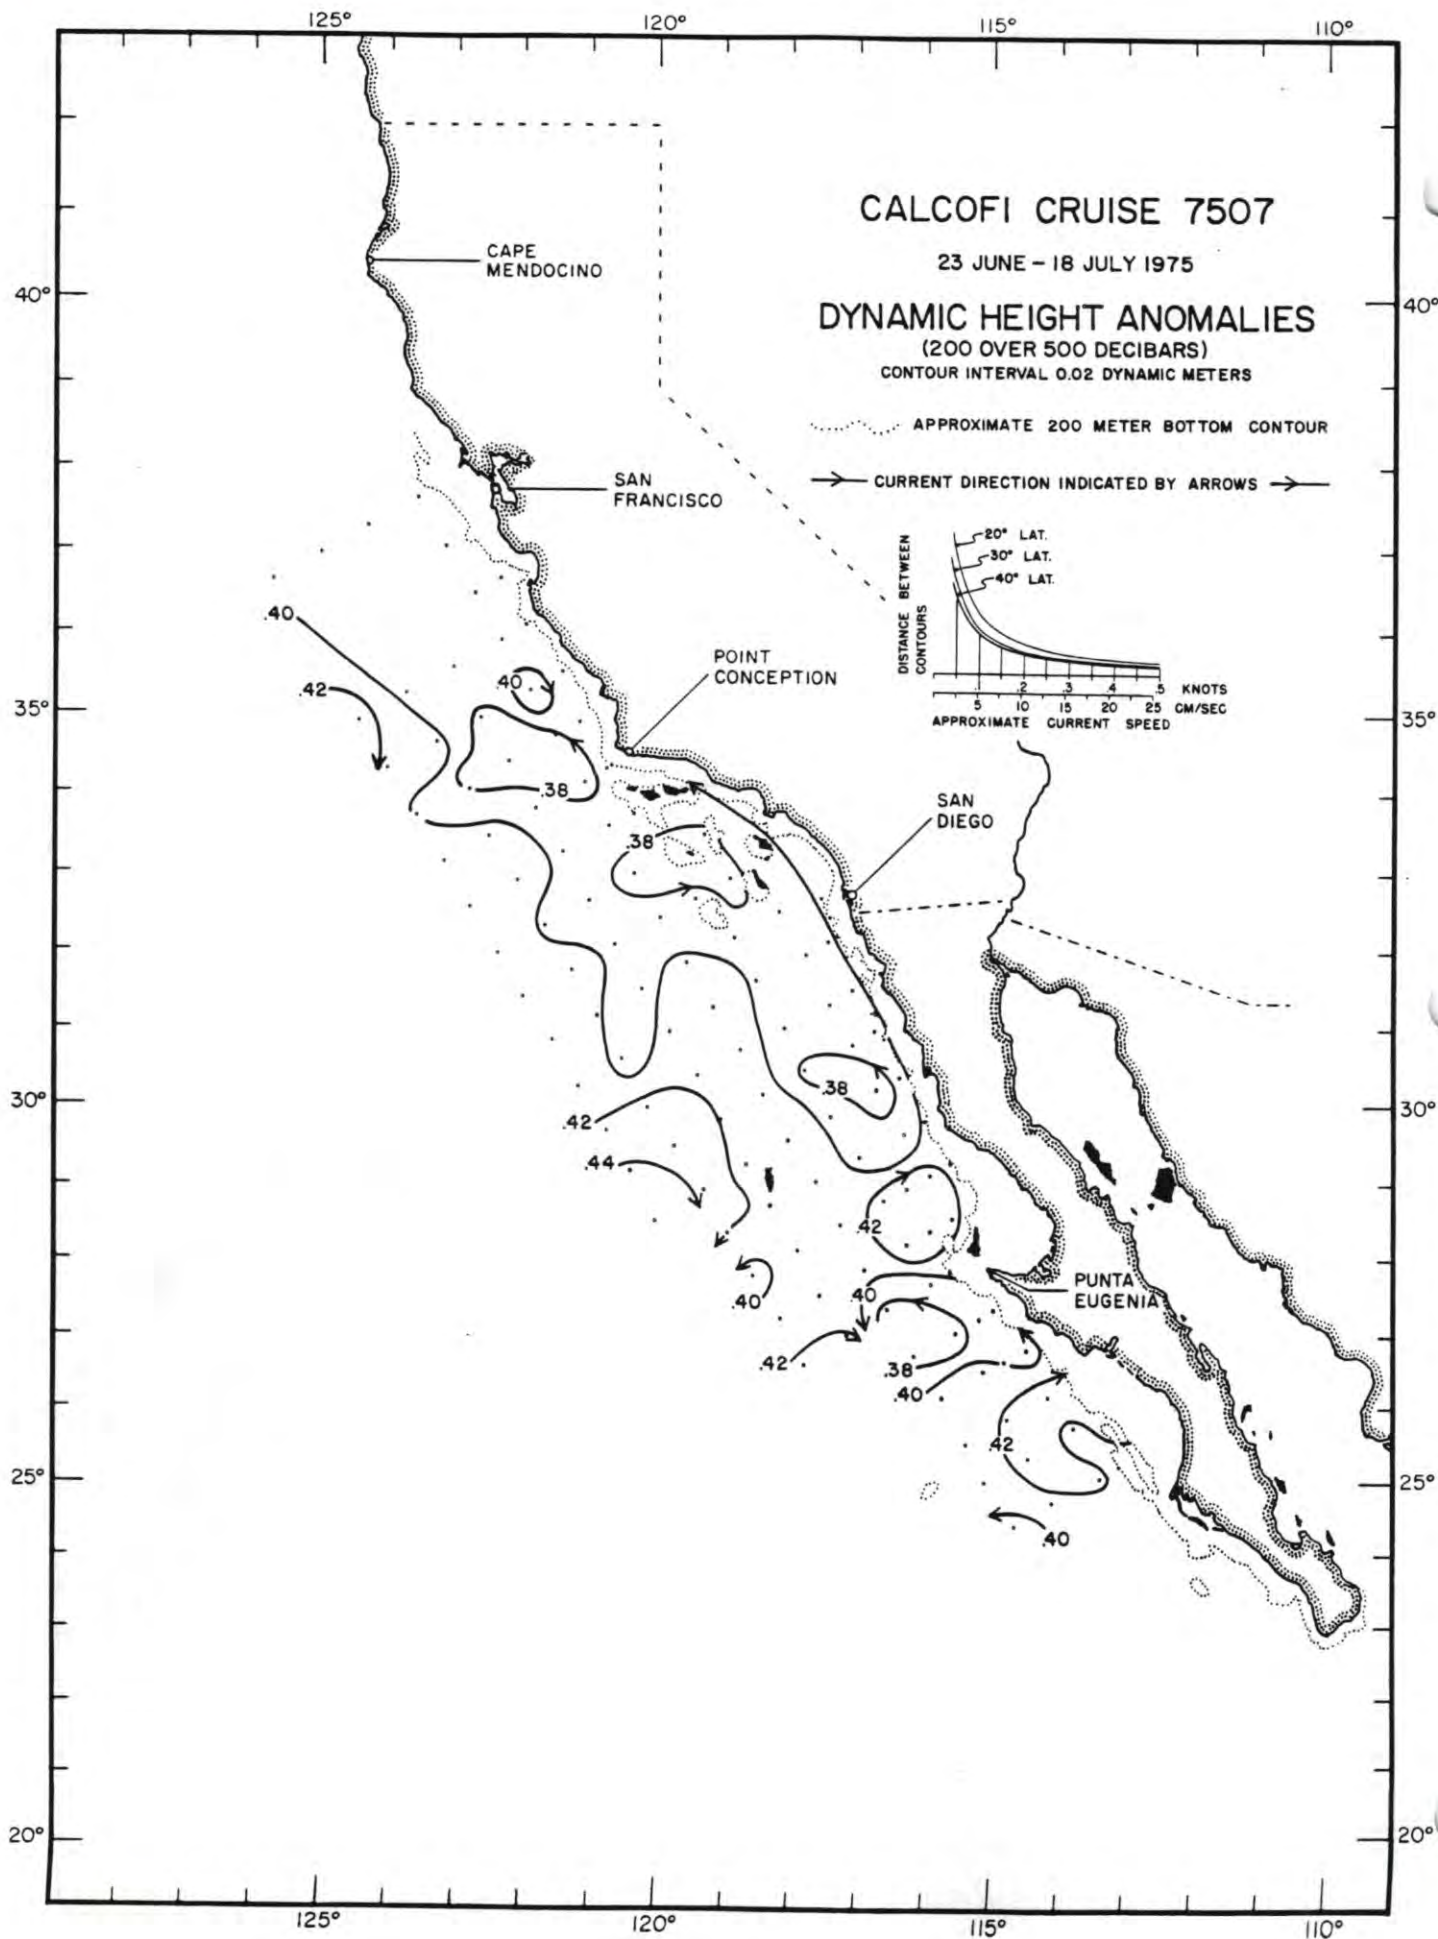 125° 120° 115° 110°
CALCOFI CRUISE 7507
23 JUNE – 18 JULY 1975
DYNAMIC HEIGHT ANOMALIES
(200 OVER 500 DECIBARS)
CONTOUR INTERVAL 0.02 DYNAMIC METERS
APPROXIMATE 200 METER BOTTOM CONTOUR
CURRENT DIRECTION INDICATED BY ARROWS
DISTANCE BETWEEN
CONTOURS
20° LAT.
30° LAT.
40° LAT.
.1 .2 .3 .4 .5 KNOTS
5 10 15 20 25 CM/SEC
APPROXIMATE CURRENT SPEED
CAPE
MENDOCINO
40° 40°
SAN
FRANCISCO
.40
POINT
CONCEPTION
.42
.40
35° 35°
.38
SAN
DIEGO
.38
.38
30° 30°
.42
.44
.42
PUNTA
EUGENIA
.40
.40
.42
.38
.40
.42
25° 25°
.40
20° 20°
125° 120° 115° 110°